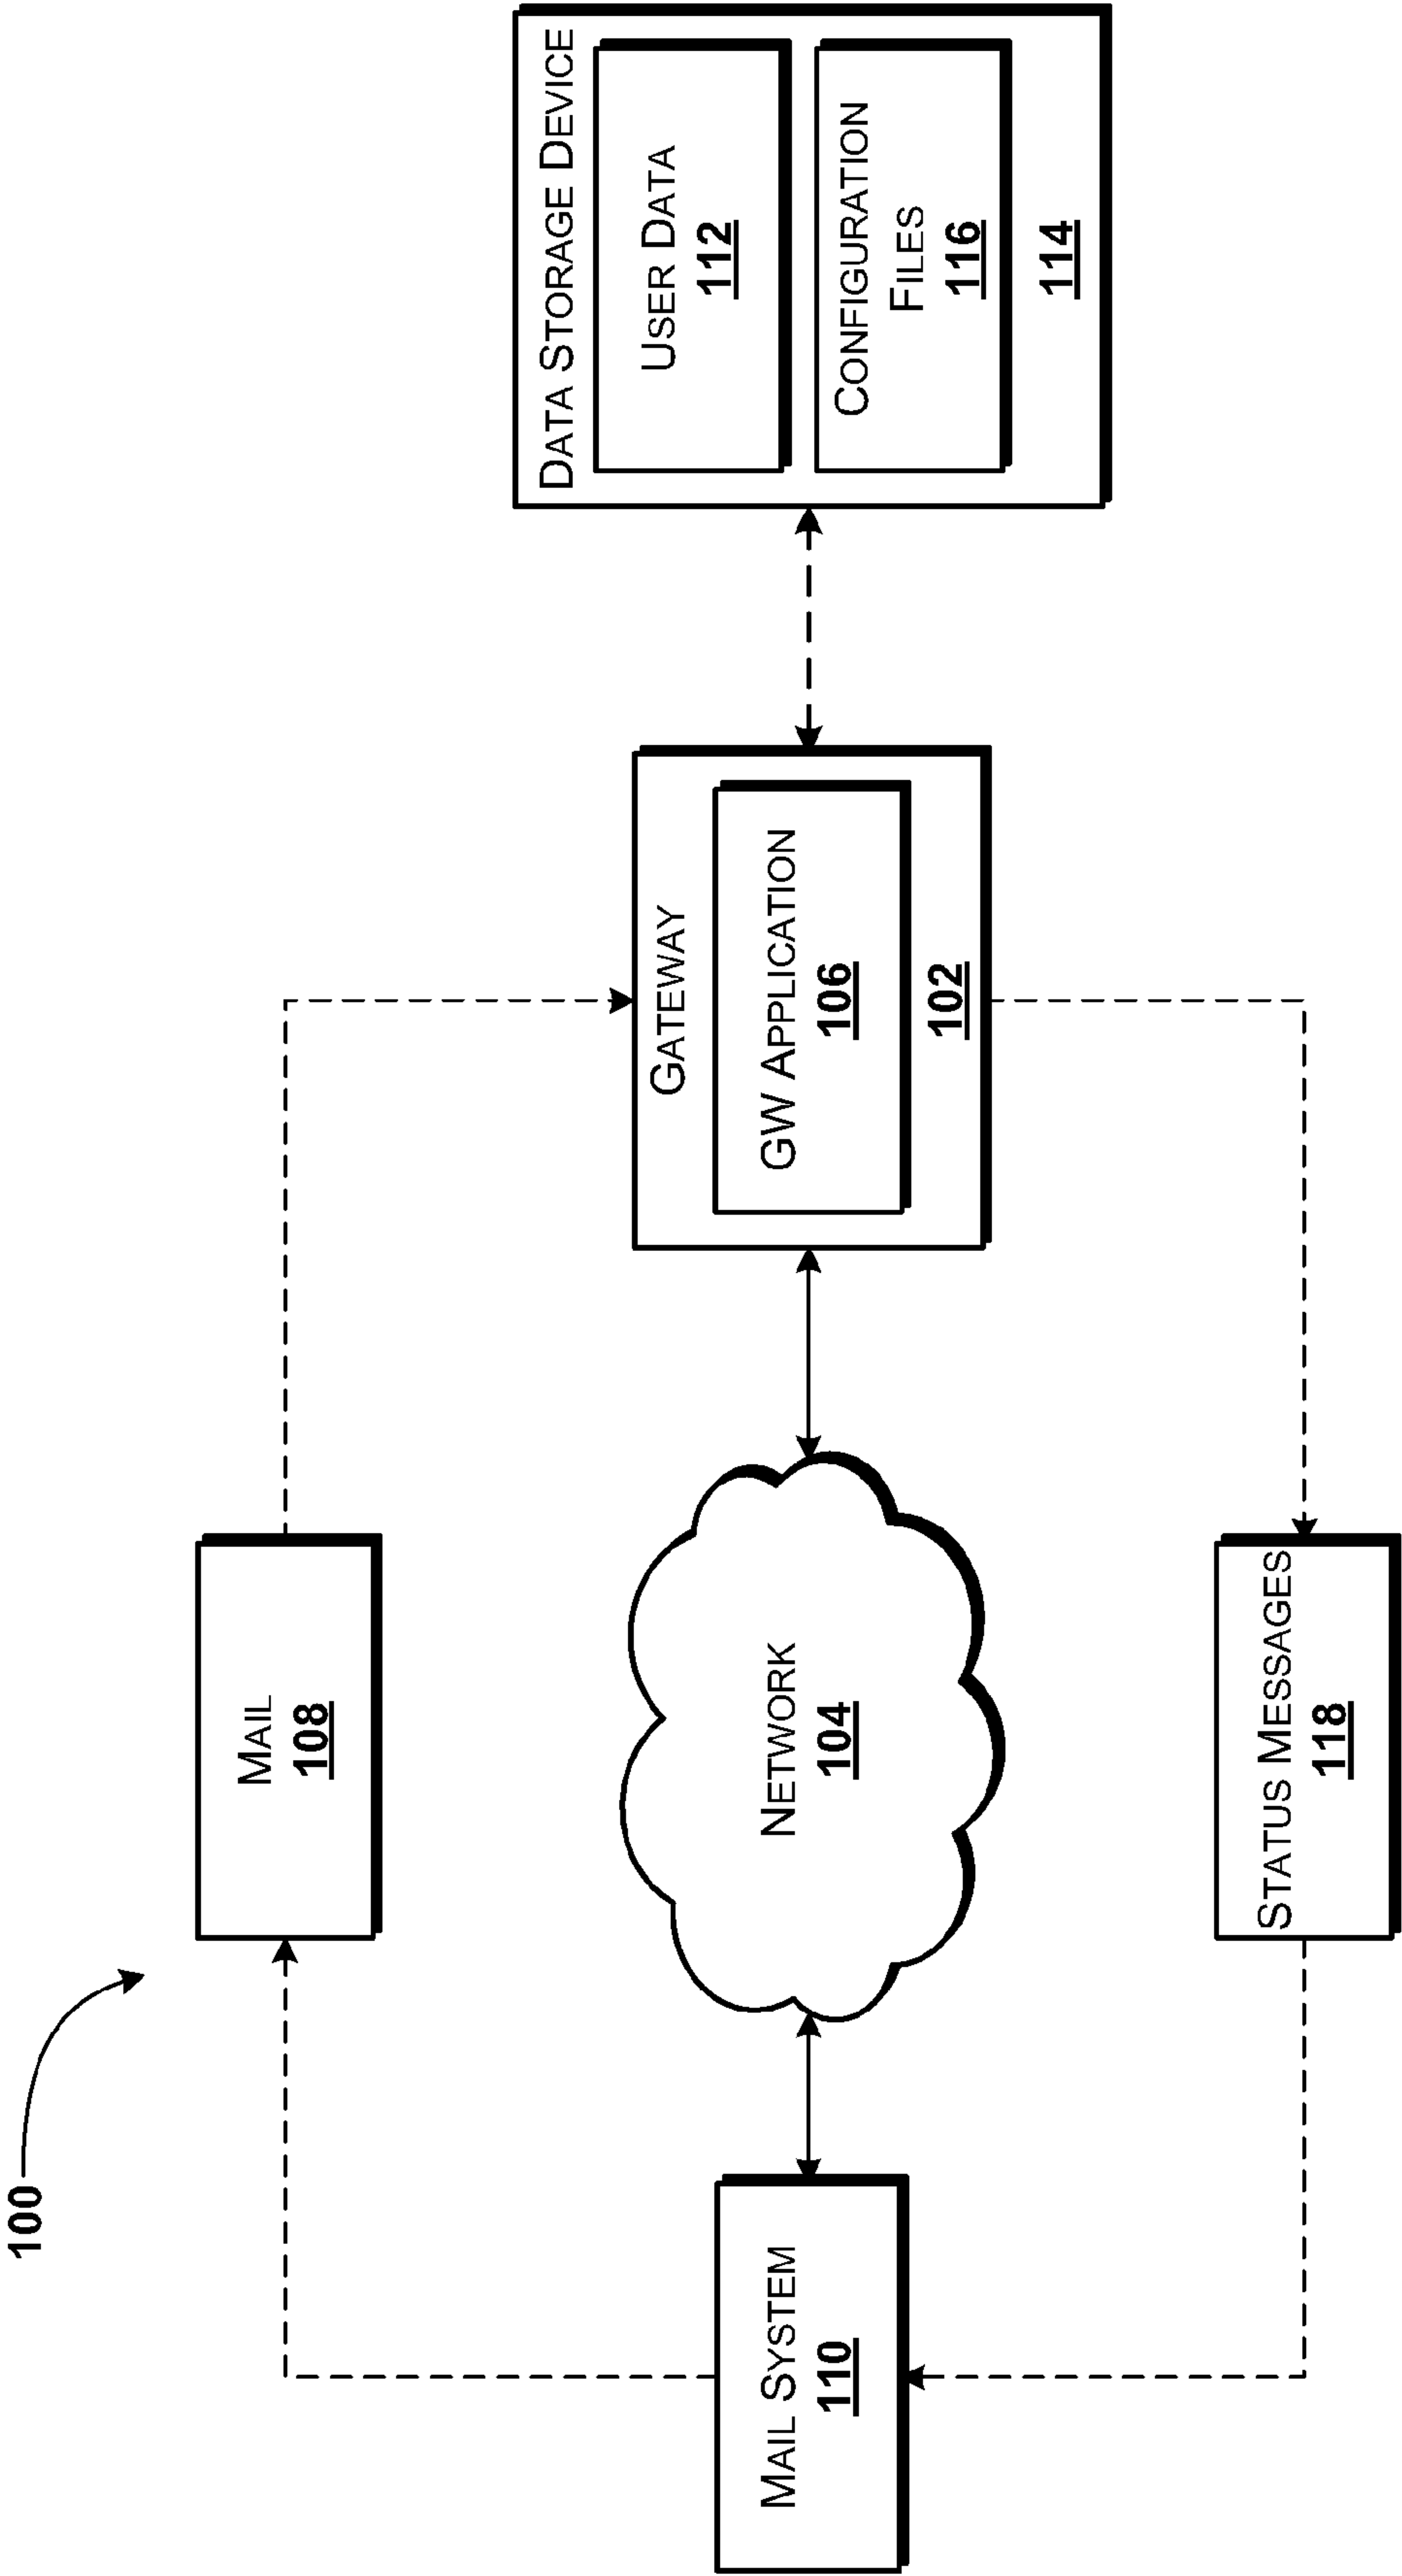 100
MAIL
108
MAIL SYSTEM
110
NETWORK
104
GATEWAY
GW APPLICATION
106
102
DATA STORAGE DEVICE
USER DATA
112
CONFIGURATION
FILES
116
114
STATUS MESSAGES
118